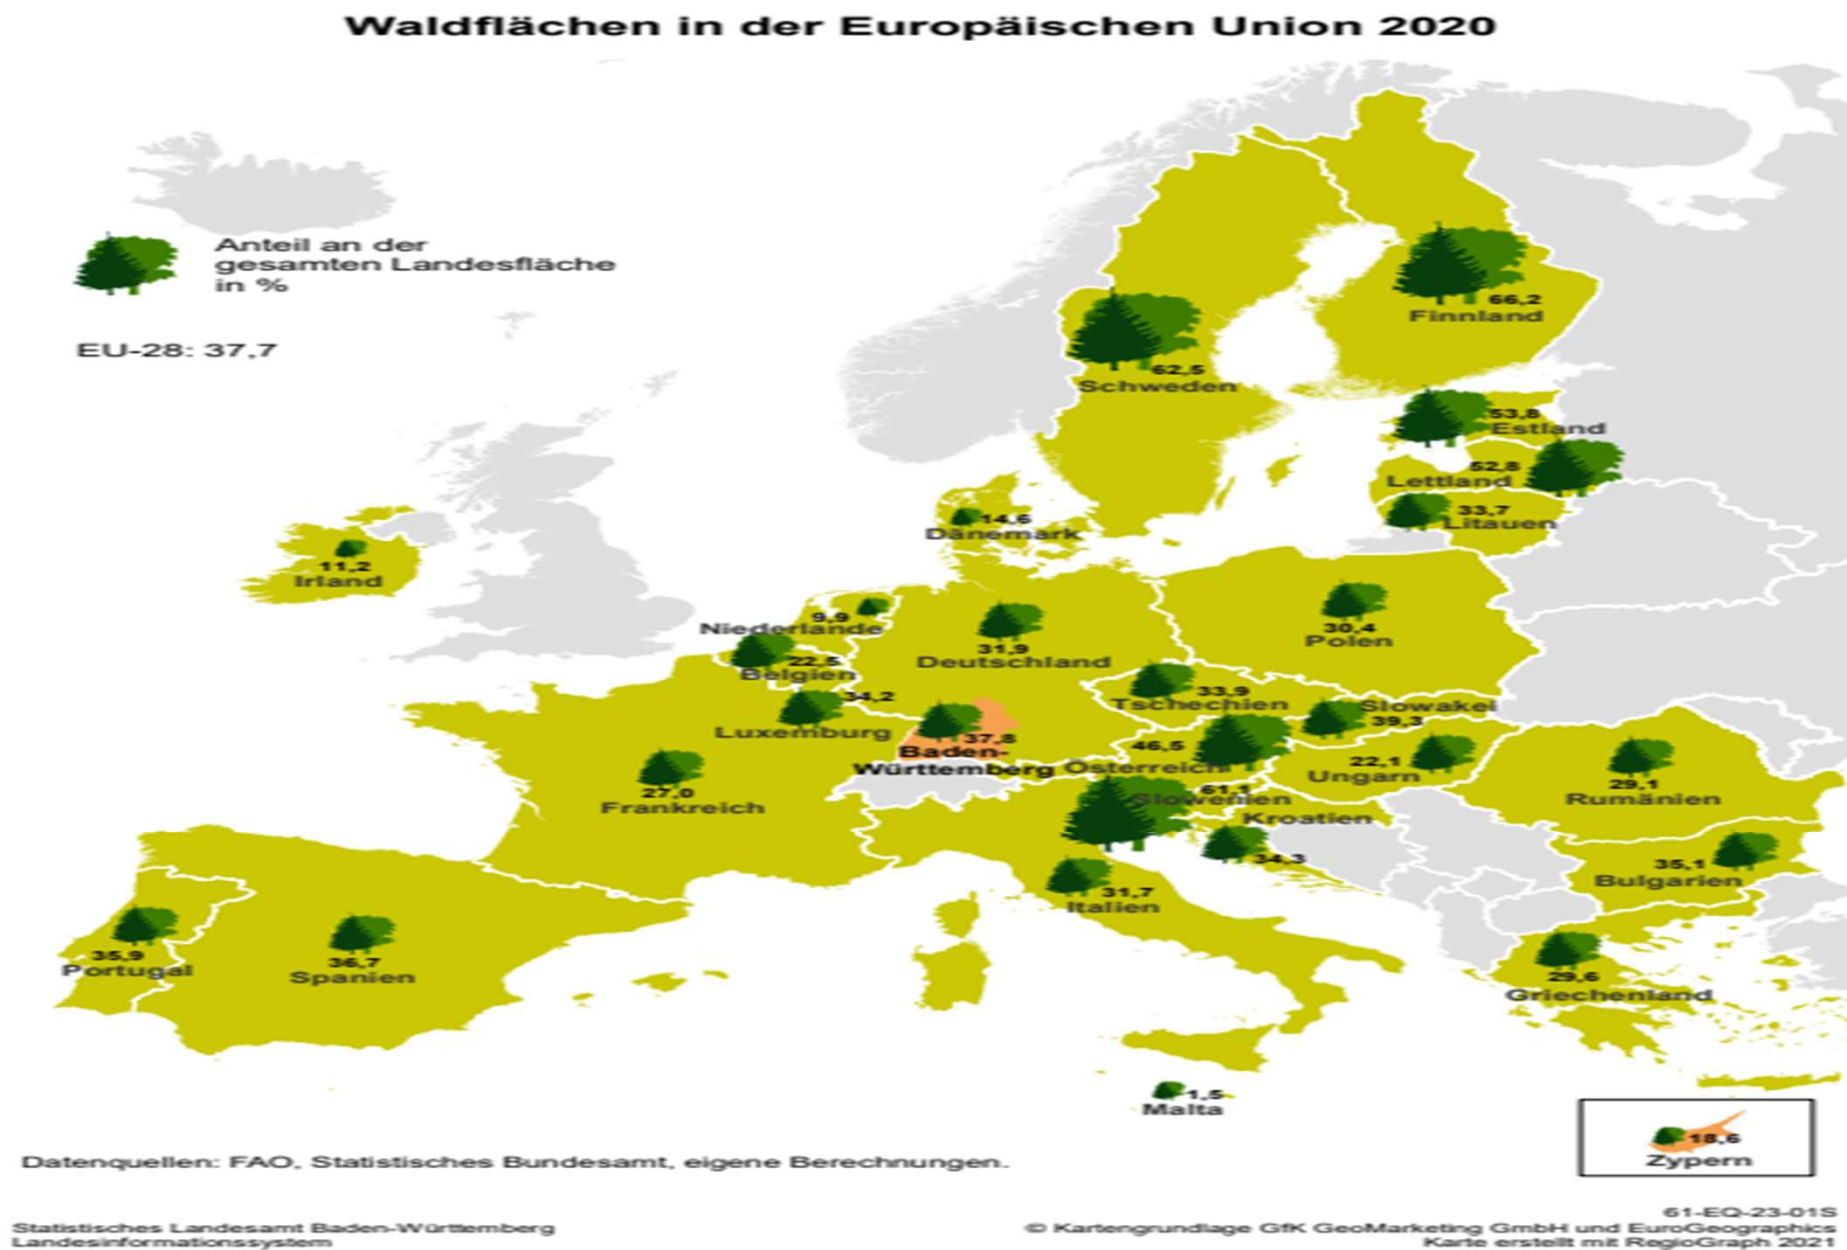 Waldflächen in der Europäischen Union 2020
Anteil an der
gesamten Landesfläche
in %
EU-28: 37,7
66,2
Finnland
62,5
Schweden
53,8
Estland
52,8
Lettland
33,7
Litauen
14,6
Dänemark
11,2
Irland
9,9
Niederlande
22,5
Belgien
31,9
Deutschland
30,4
Polen
34,2
Luxemburg
33,9
Tschechien
Slowakei
39,3
37,8
Baden-
Württemberg
46,5
Österreich
22,1
Ungarn
29,1
Rumänien
27,0
Frankreich
61,1
Slowenien
Kroatien
34,3
35,1
Bulgarien
31,7
Italien
35,9
Portugal
36,7
Spanien
29,6
Griechenland
1,5
Malta
18,6
Zypern
Datenquellen: FAO, Statistisches Bundesamt, eigene Berechnungen.
Statistisches Landesamt Baden-Württemberg
Landesinformationssystem
61-EQ-23-01S
© Kartengrundlage GfK GeoMarketing GmbH und EuroGeographics
Karte erstellt mit RegioGraph 2021